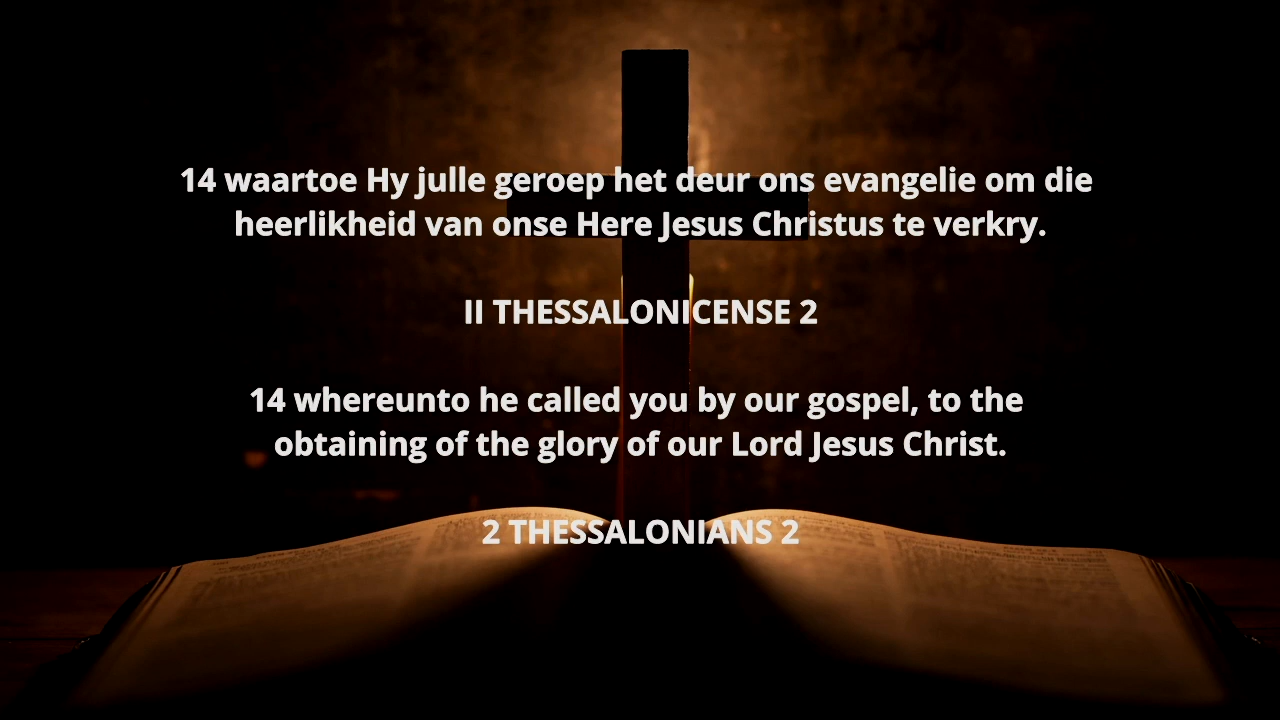 14 waartoe Hy julle geroep het deur ons evangelie om die
heerlikheid van onse Here Jesus Christus te verkry.
II THESSALONICENSE 2
14 whereunto he called you by our gospel, to the
obtaining of the glory of our Lord Jesus Christ.
2 THESSALONIANS 2